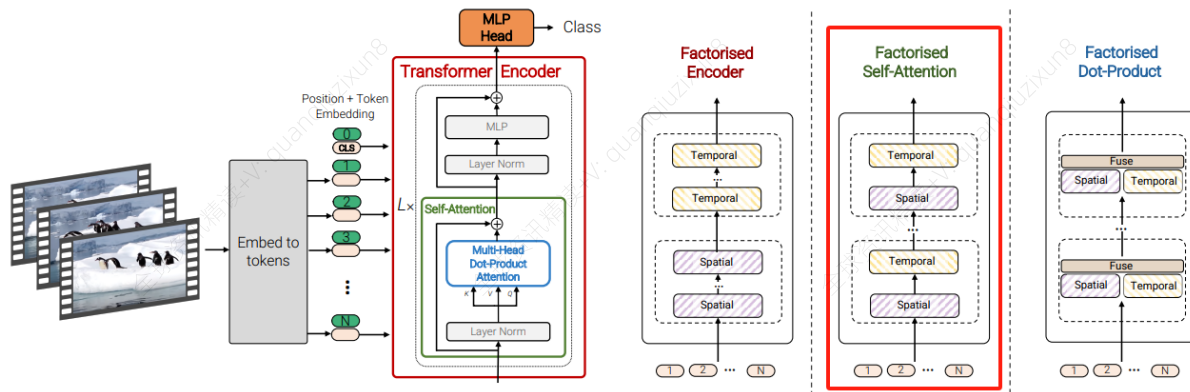 MLP
Head
Class
Transformer Encoder
Position + Token
Embedding
0
CLS
1
2
3
N
Embed to
tokens
L×
MLP
Layer Norm
Self-Attention
Multi-Head
Dot-Product
Attention
K V Q
Layer Norm
Factorised
Encoder
Temporal
...
Temporal
Spatial
...
Spatial
1 2 ... N
Factorised
Self-Attention
Temporal
Spatial
...
Temporal
Spatial
1 2 ... N
Factorised
Dot-Product
Fuse
Spatial Temporal
...
Fuse
Spatial Temporal
1 2 ... N